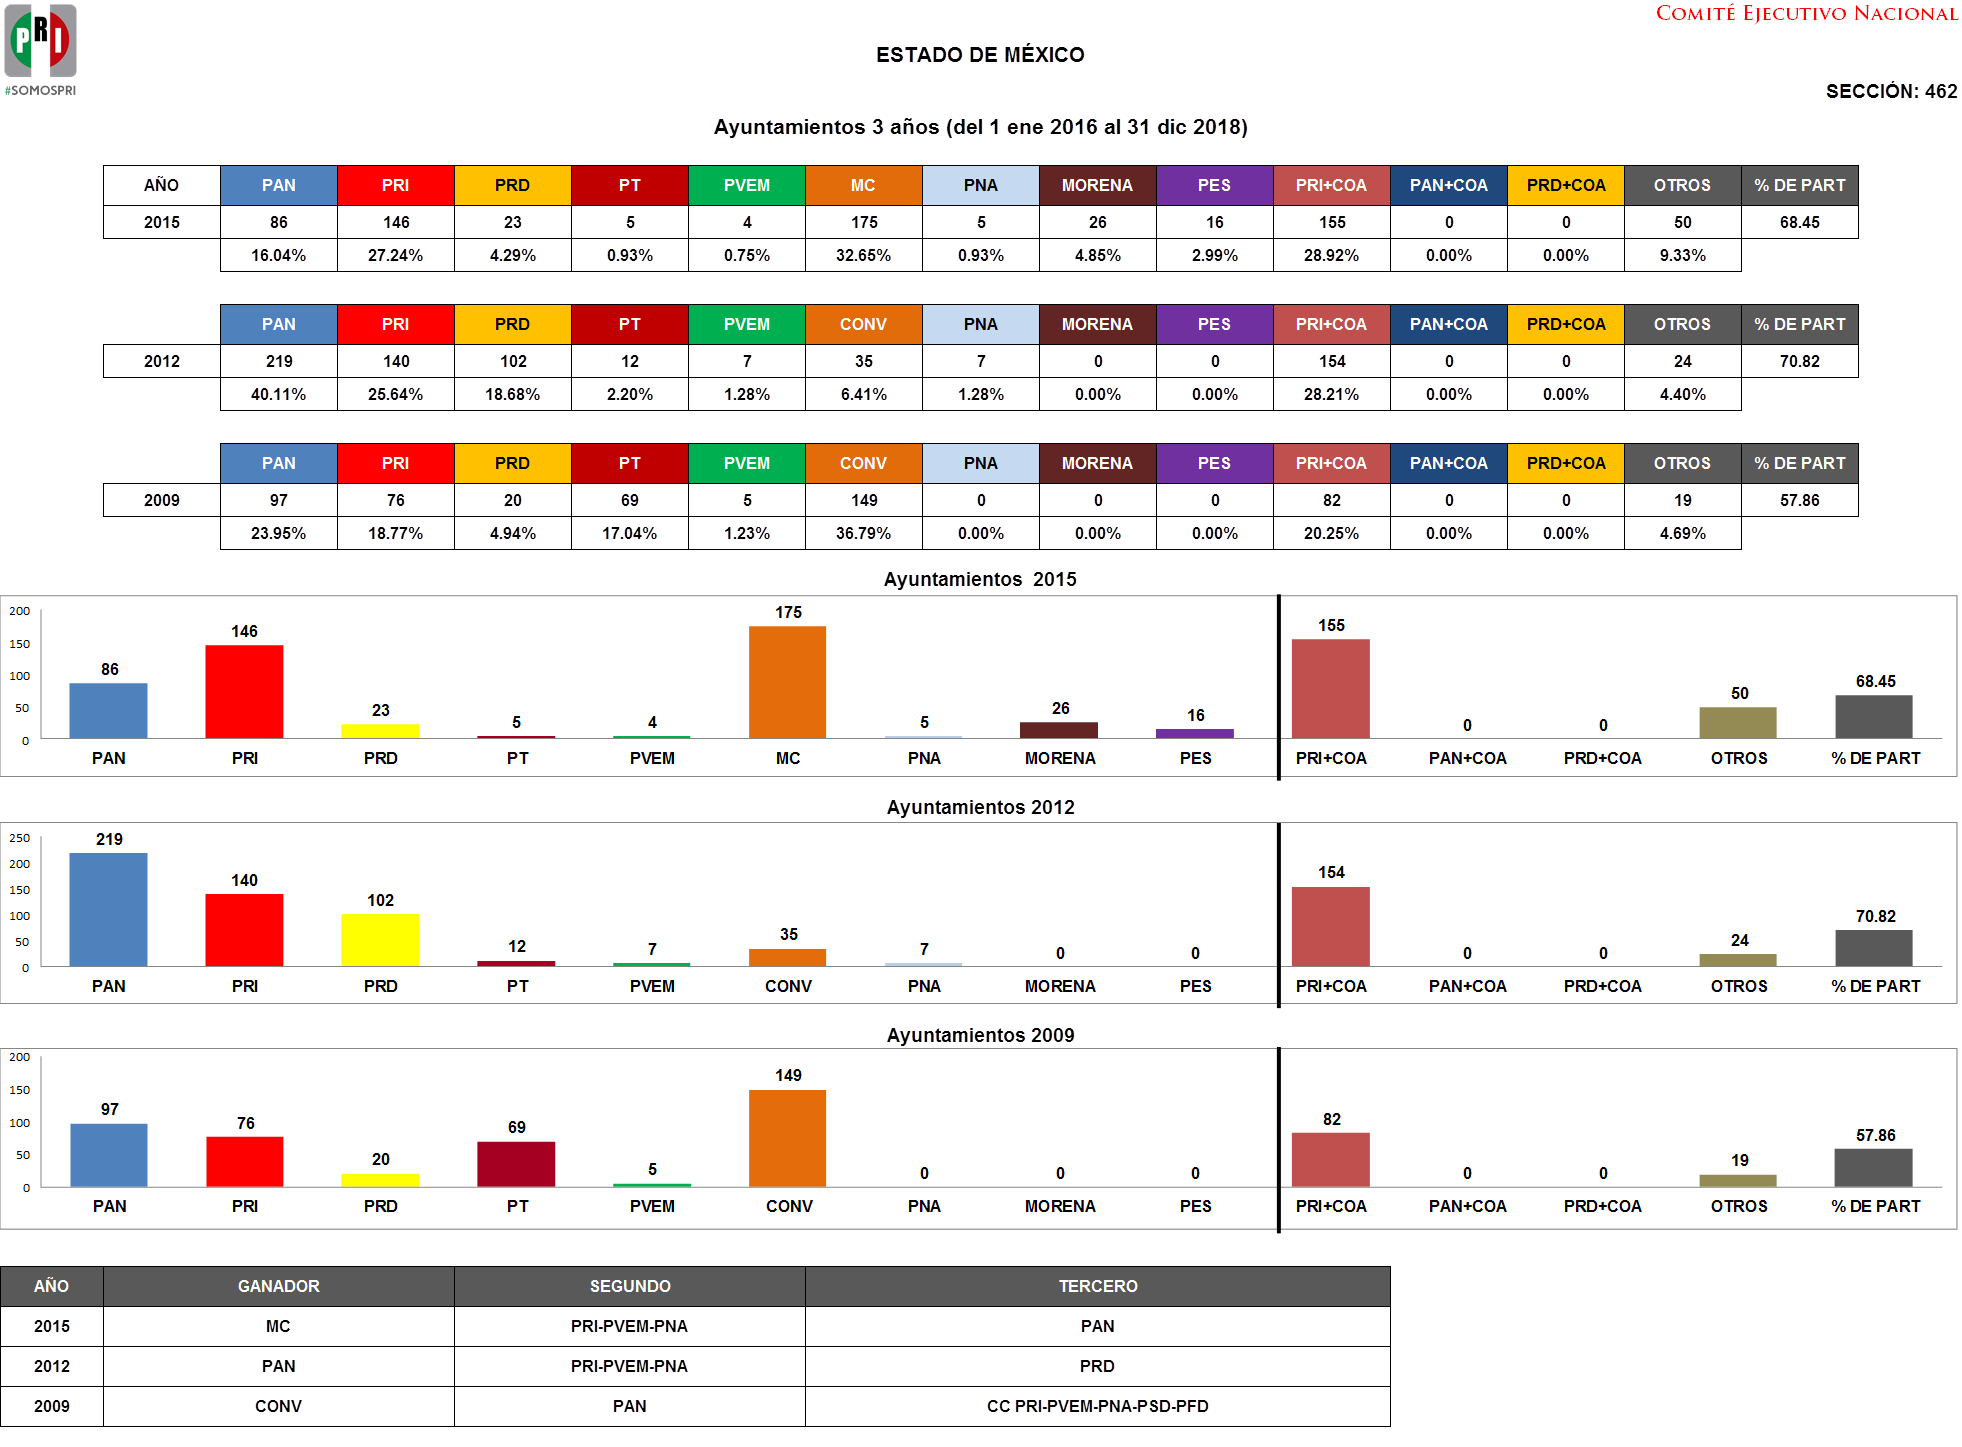 PRI
#SOMOSPRI
COMITÉ EJECUTIVO NACIONAL
ESTADO DE MÉXICO
SECCIÓN: 462
Ayuntamientos 3 años (del 1 ene 2016 al 31 dic 2018)
AÑO PAN PRI PRD PT PVEM MC PNA MORENA PES PRI+COA PAN+COA PRD+COA OTROS % DE PART
2015 86 146 23 5 4 175 5 26 16 155 0 0 50 68.45
16.04% 27.24% 4.29% 0.93% 0.75% 32.65% 0.93% 4.85% 2.99% 28.92% 0.00% 0.00% 9.33%
PAN PRI PRD PT PVEM CONV PNA MORENA PES PRI+COA PAN+COA PRD+COA OTROS % DE PART
2012 219 140 102 12 7 35 7 0 0 154 0 0 24 70.82
40.11% 25.64% 18.68% 2.20% 1.28% 6.41% 1.28% 0.00% 0.00% 28.21% 0.00% 0.00% 4.40%
PAN PRI PRD PT PVEM CONV PNA MORENA PES PRI+COA PAN+COA PRD+COA OTROS % DE PART
2009 97 76 20 69 5 149 0 0 0 82 0 0 19 57.86
23.95% 18.77% 4.94% 17.04% 1.23% 36.79% 0.00% 0.00% 0.00% 20.25% 0.00% 0.00% 4.69%
Ayuntamientos 2015
200
150
100
50
0
86 146 23 5 4 175 5 26 16 155 0 0 50 68.45
PAN PRI PRD PT PVEM MC PNA MORENA PES PRI+COA PAN+COA PRD+COA OTROS % DE PART
Ayuntamientos 2012
250
200
150
100
50
0
219 140 102 12 7 35 7 0 0 154 0 0 24 70.82
PAN PRI PRD PT PVEM CONV PNA MORENA PES PRI+COA PAN+COA PRD+COA OTROS % DE PART
Ayuntamientos 2009
200
150
100
50
0
97 76 20 69 5 149 0 0 0 82 0 0 19 57.86
PAN PRI PRD PT PVEM CONV PNA MORENA PES PRI+COA PAN+COA PRD+COA OTROS % DE PART
AÑO GANADOR SEGUNDO TERCERO
2015 MC PRI-PVEM-PNA PAN
2012 PAN PRI-PVEM-PNA PRD
2009 CONV PAN CC PRI-PVEM-PNA-PSD-PFD